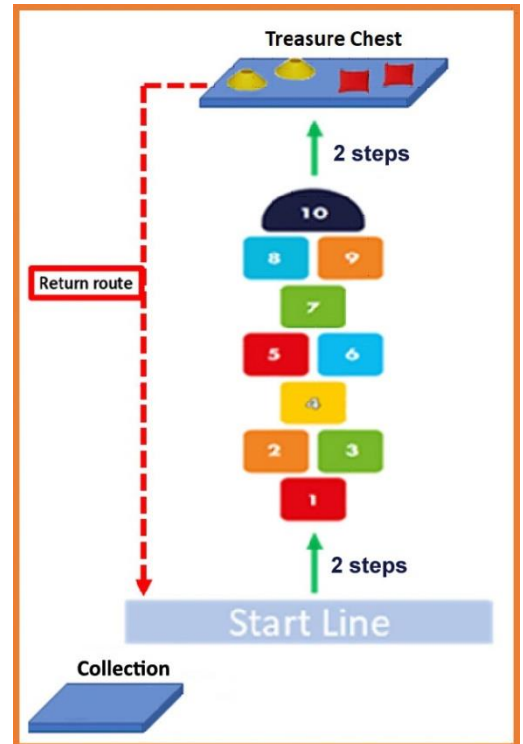 Treasure Chest
2 steps
10
8 9
Return route
7
5 6
4
2 3
1
2 steps
Start Line
Collection